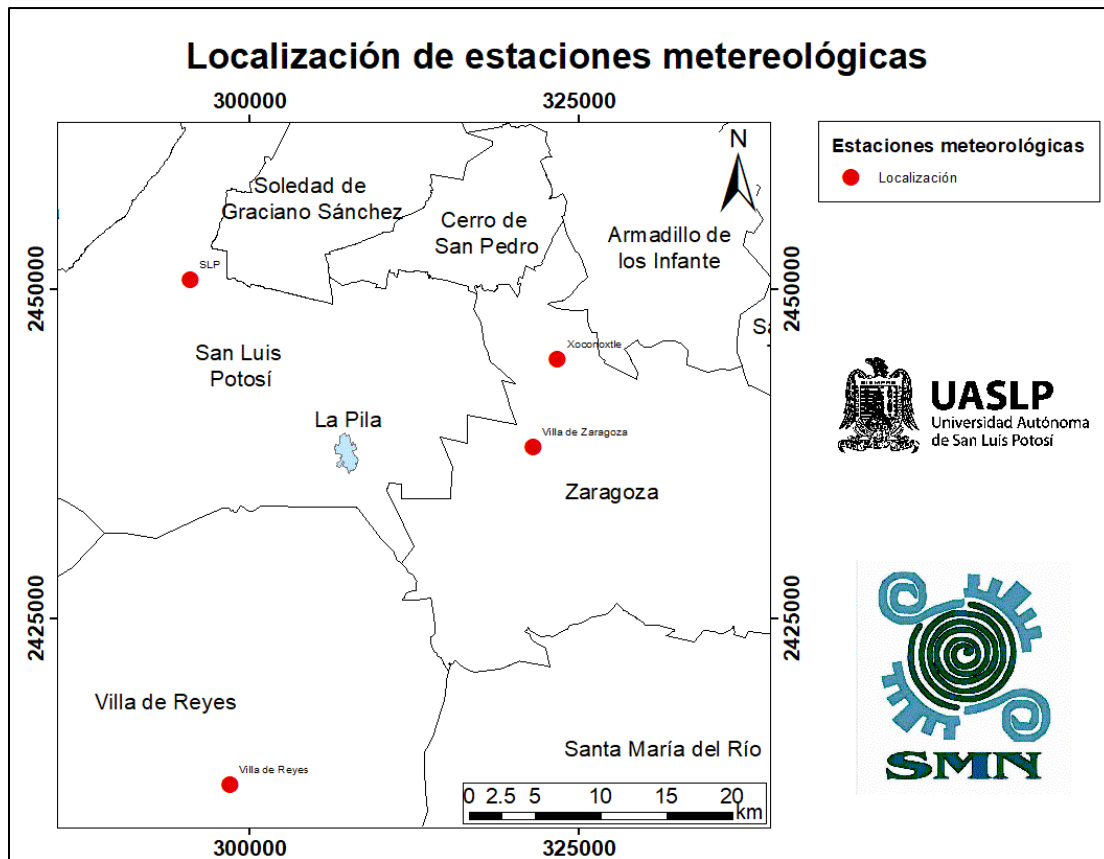 Localización de estaciones metereológicas
300000
325000
N
Estaciones meteorológicas
Localización
Soledad de
Graciano Sánchez
Cerro de
San Pedro
Armadillo de
los Infante
SLP
2450000
2450000
Sa
Xoconoxtle
San Luis
Potosí
SIEMPRE
UASLP
Universidad Autónoma
de San Luis Potosí
La Pila
Villa de Zaragoza
Zaragoza
2425000
2425000
Villa de Reyes
Santa María del Río
SMN
Villa de Reyes
0 2.5 5 10 15 20
km
300000
325000